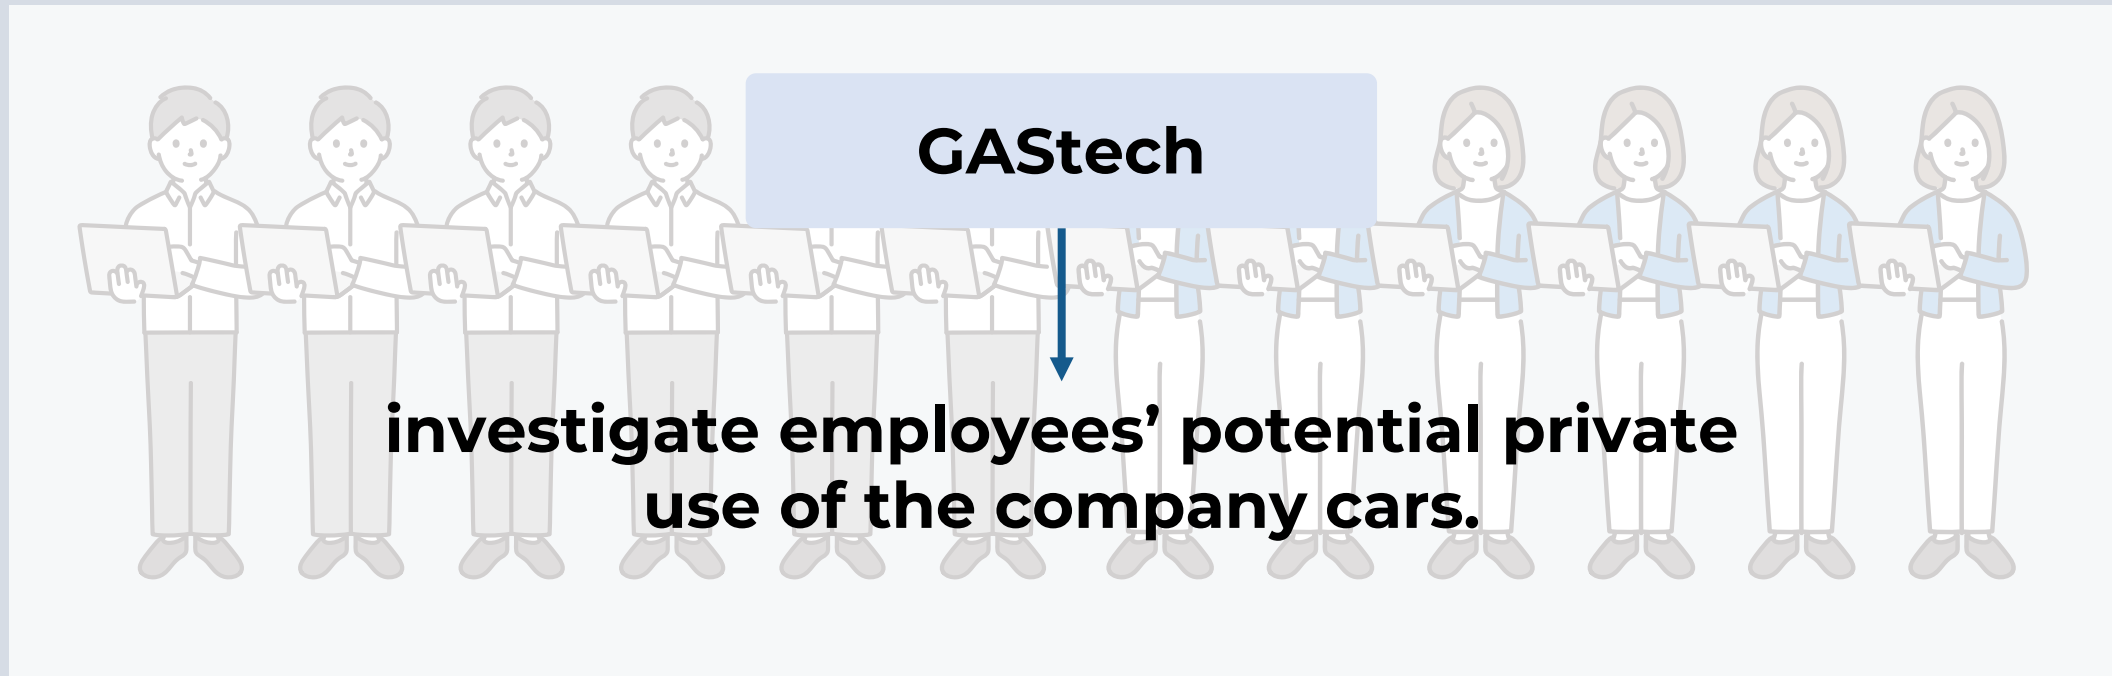 GAStech
investigate employees’ potential private
use of the company cars.